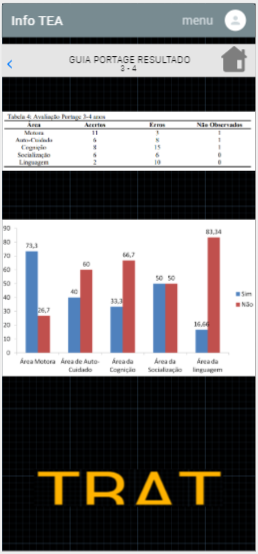 Info TEA menu
GUIA PORTAGE RESULTADO
3 - 4
Tabela 4: Avaliação Portage 3-4 anos
Área Acertos Erros Não Observados
Motora 11 3 1
Auto-Cuidado 6 8 1
Cognição 8 15 1
Socialização 6 6 0
Linguagem 2 10 0
90
80
70
60
50
40
30
20
10
0
73,3
26,7
40
60
33,3
66,7
50 50
16,66
83,34
Sim
Não
Área Motora Área de Auto-Cuidado Área da Cognição Área da Socialização Área da linguagem
TRAT